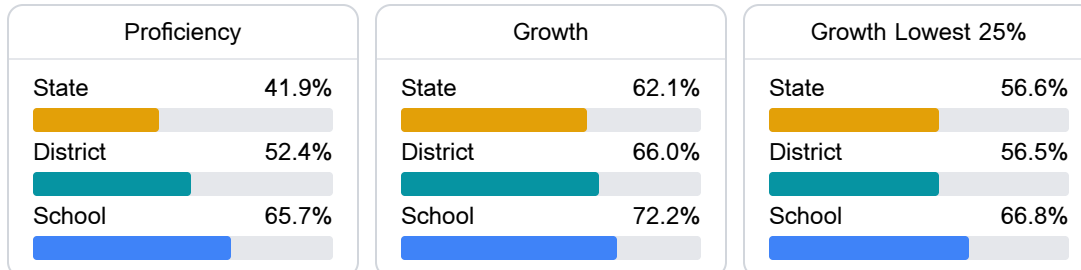 Proficiency
State 41.9%
District 52.4%
School 65.7%
Growth
State 62.1%
District 66.0%
School 72.2%
Growth Lowest 25%
State 56.6%
District 56.5%
School 66.8%